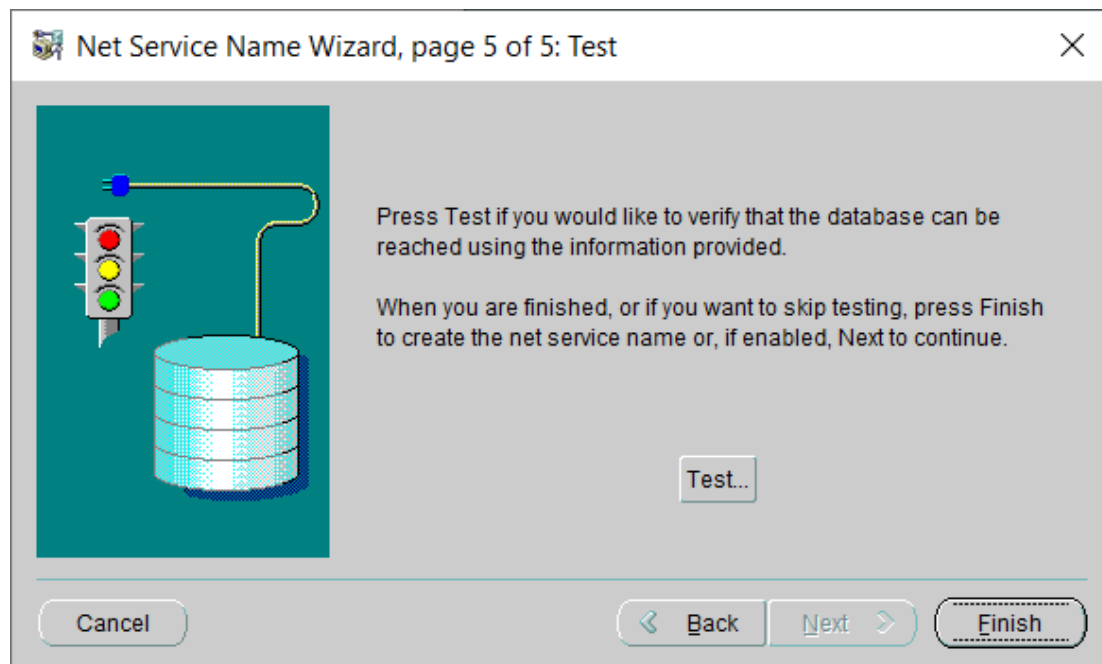 Net Service Name Wizard, page 5 of 5: Test
Press Test if you would like to verify that the database can be
reached using the information provided.
When you are finished, or if you want to skip testing, press Finish
to create the net service name or, if enabled, Next to continue.
Test...
Cancel
Back
Next
Finish